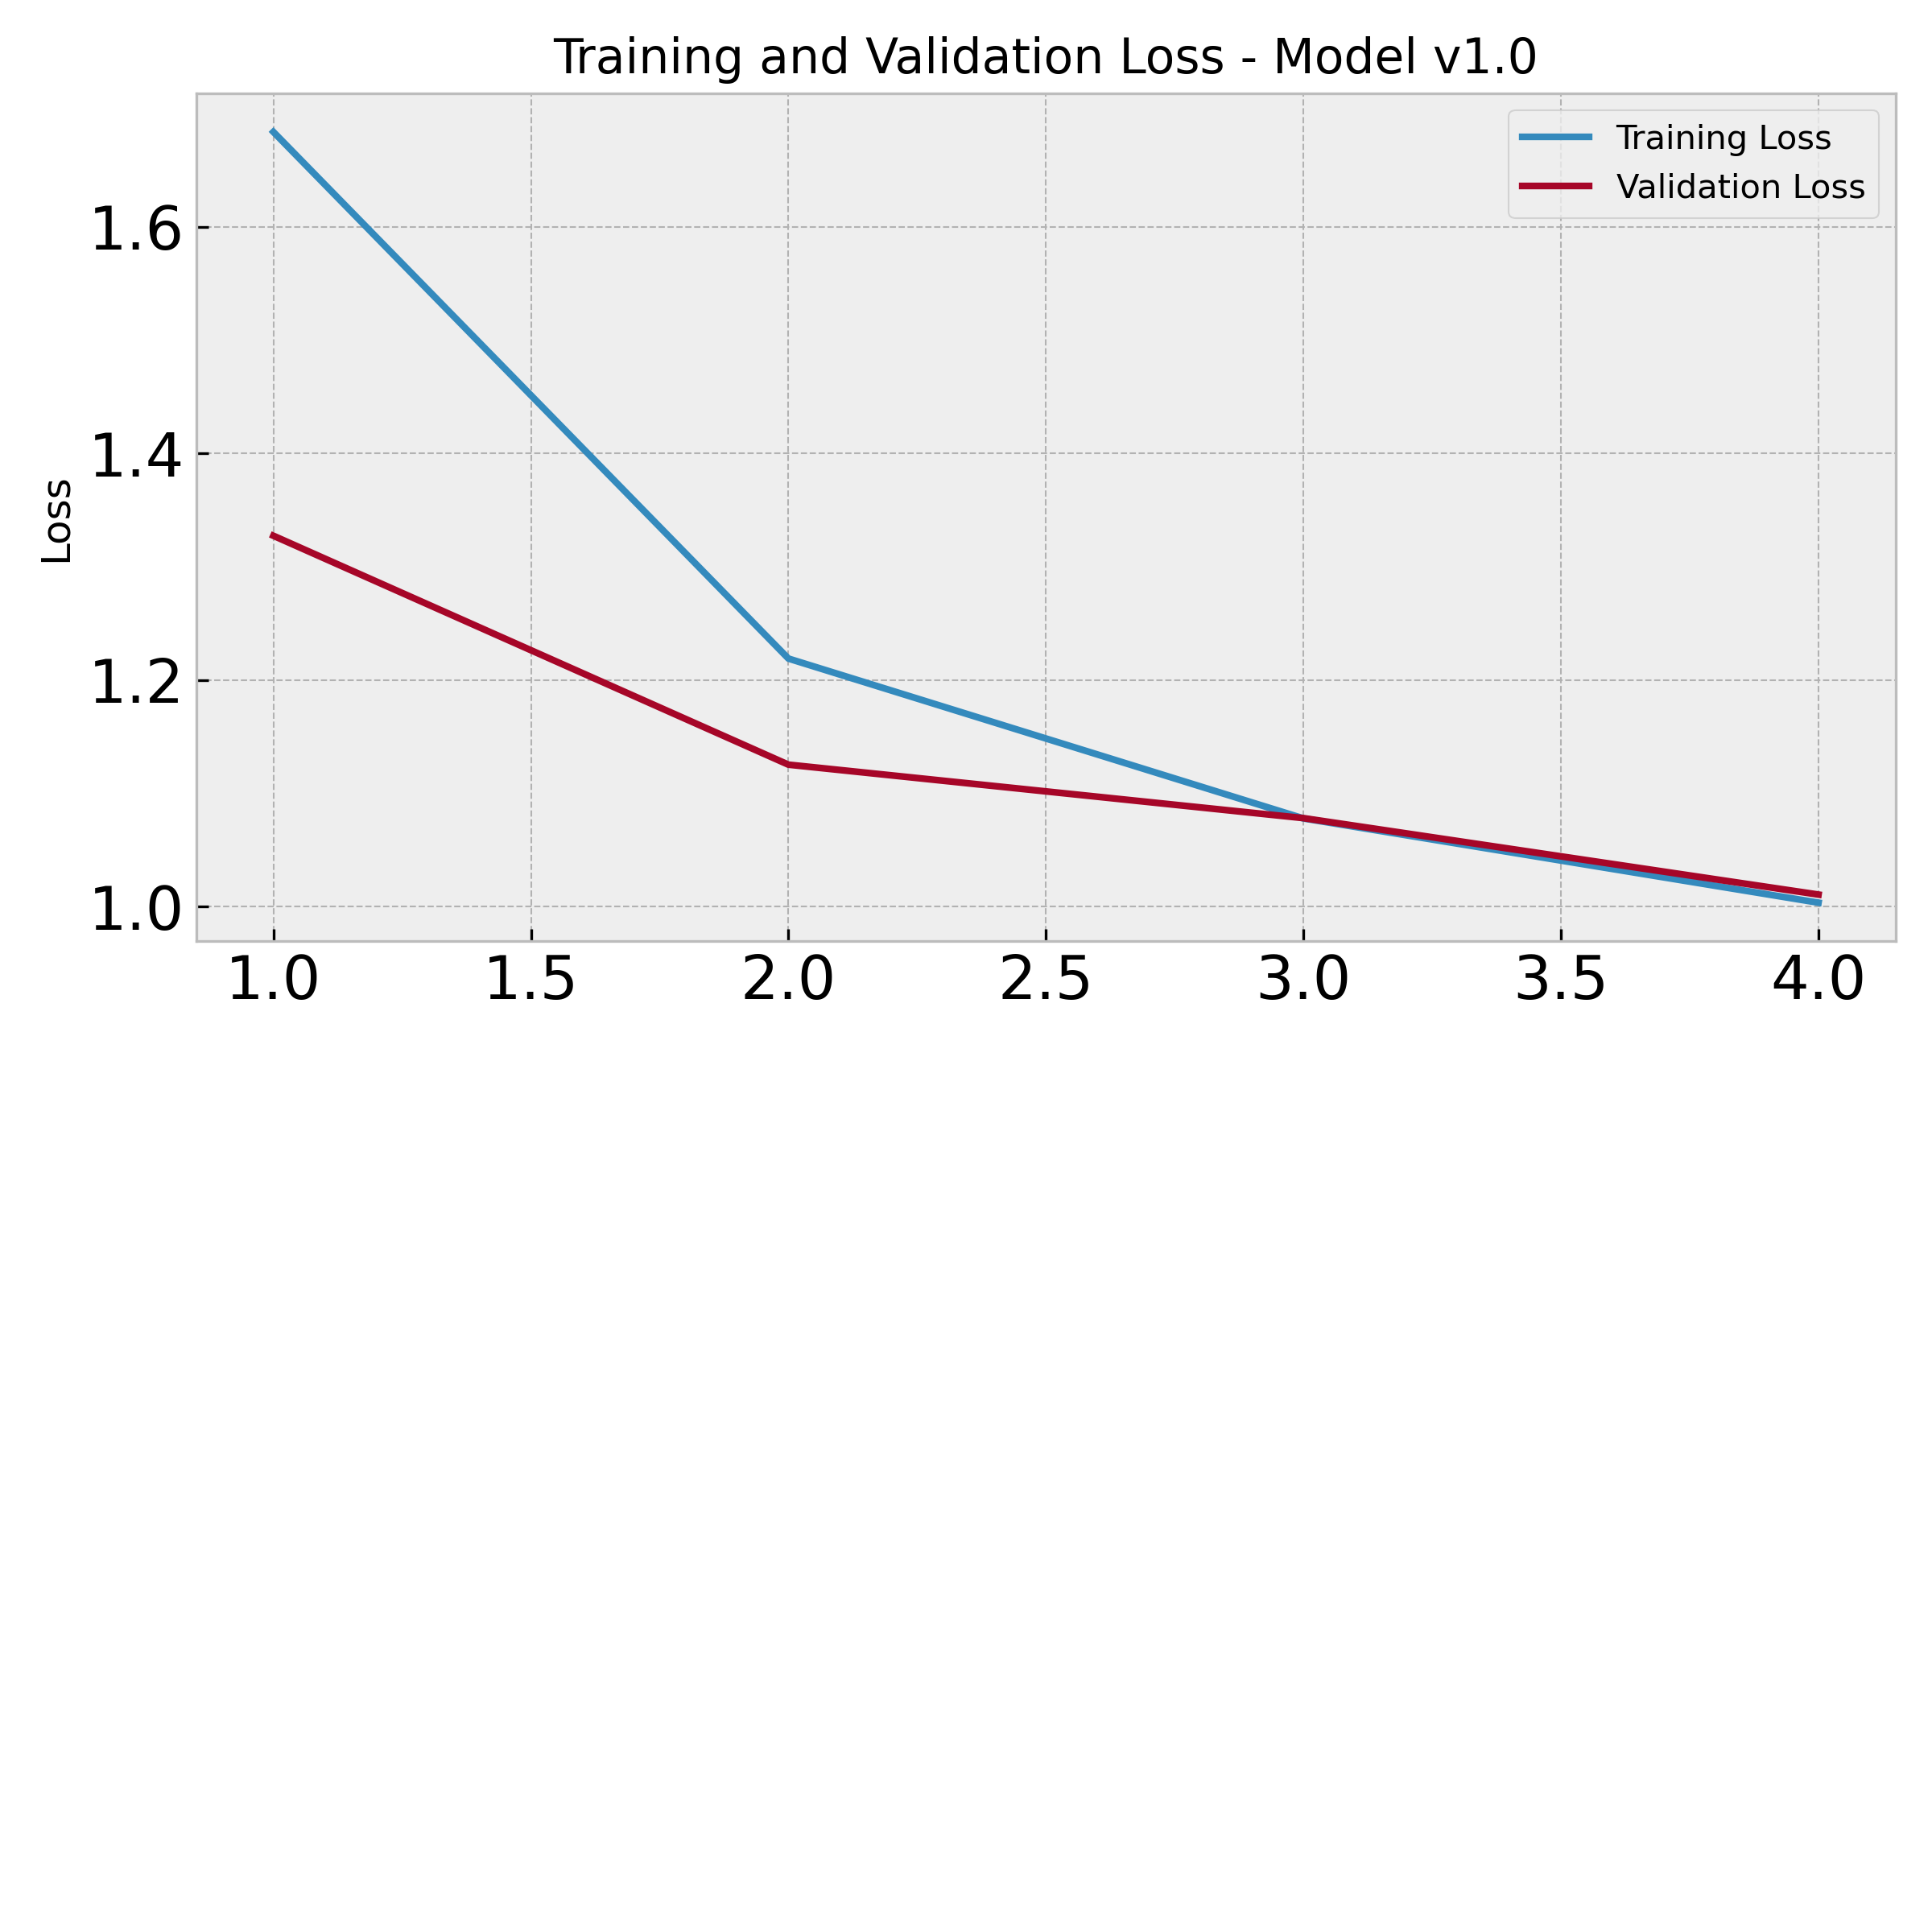 Training and Validation Loss - Model v1.0
Training Loss
Validation Loss
1.6
1.4
1.2
1.0
Loss
1.0 1.5 2.0 2.5 3.0 3.5 4.0